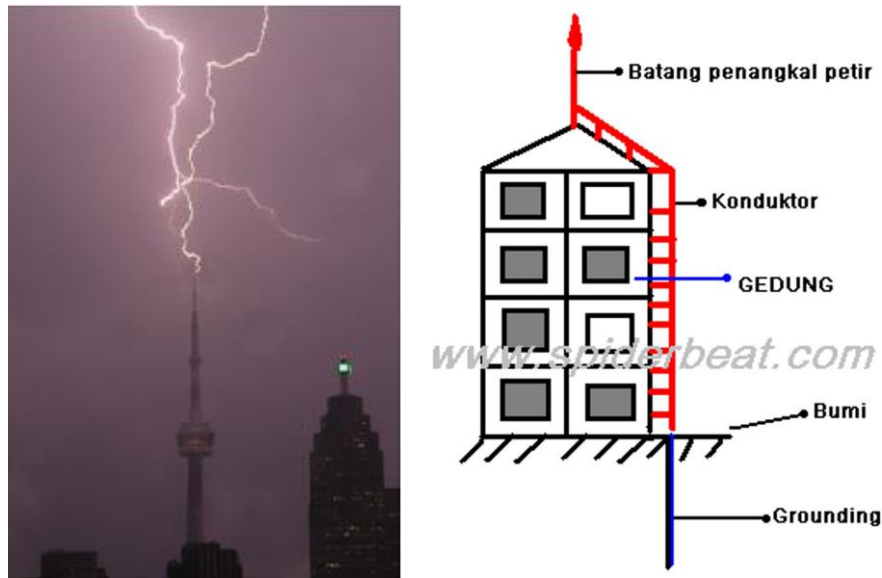 Batang penangkal petir
Konduktor
GEDUNG
www.spiderbeat.com
Bumi
Grounding